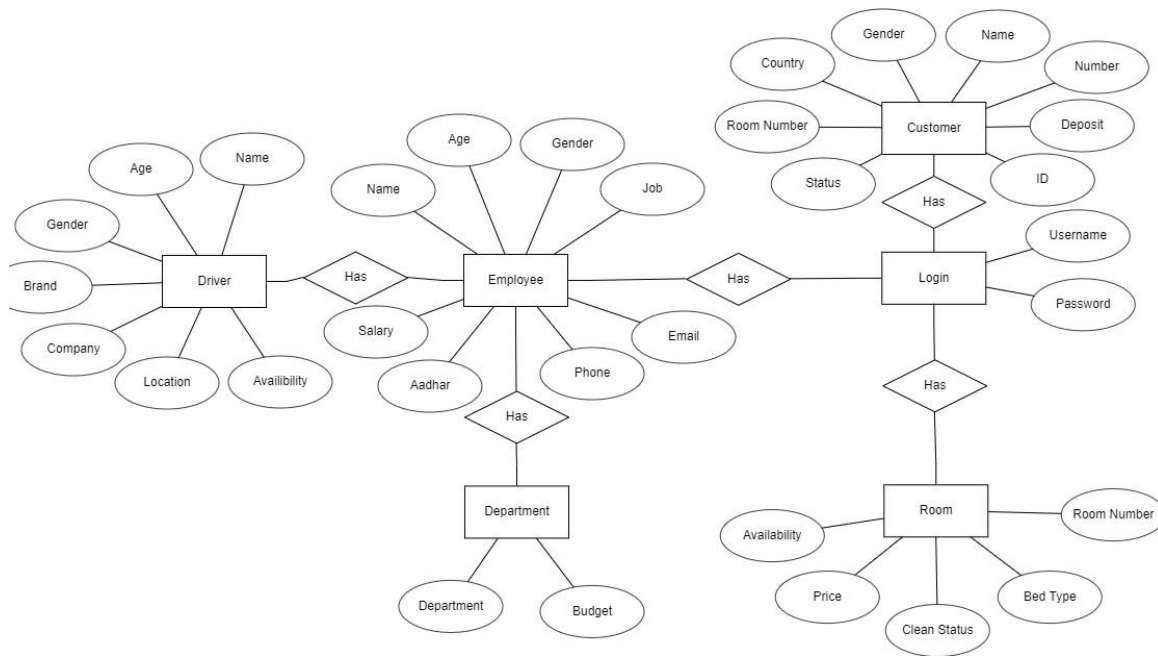 Gender
Name
Country
Number
Room Number
Customer
Deposit
Status
ID
Has
Age
Gender
Age
Name
Name
Job
Gender
Username
Driver
Has
Employee
Has
Login
Brand
Password
Salary
Email
Company
Aadhar
Phone
Location
Availibility
Has
Has
Department
Room
Room Number
Availability
Price
Bed Type
Department
Budget
Clean Status